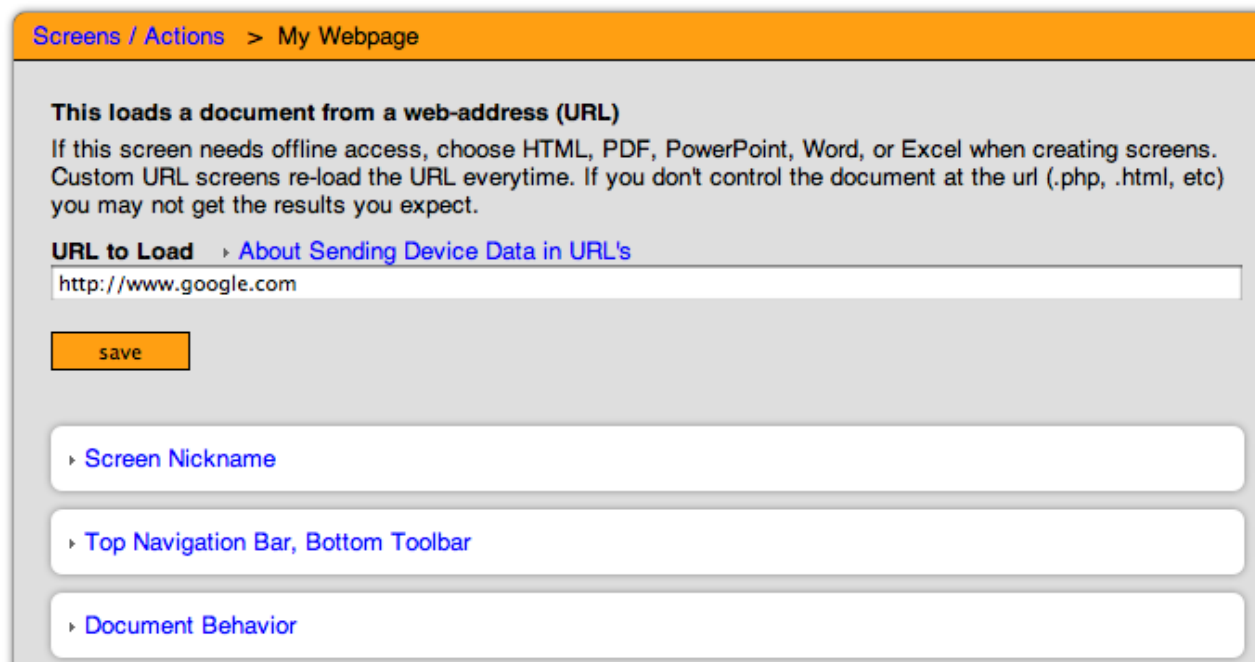 Screens / Actions > My Webpage
This loads a document from a web-address (URL)
If this screen needs offline access, choose HTML, PDF, PowerPoint, Word, or Excel when creating screens.
Custom URL screens re-load the URL everytime. If you don't control the document at the url (.php, .html, etc)
you may not get the results you expect.
URL to Load About Sending Device Data in URL's
http://www.google.com
save
Screen Nickname
Top Navigation Bar, Bottom Toolbar
Document Behavior